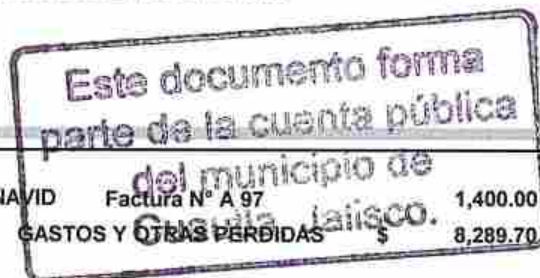 Este documento forma
parte de la cuenta pública
del municipio de
Jalisco.
NAVID Factura N° A 97 1,400.00
GASTOS Y OTRAS PERDIDAS $ 8,289.70